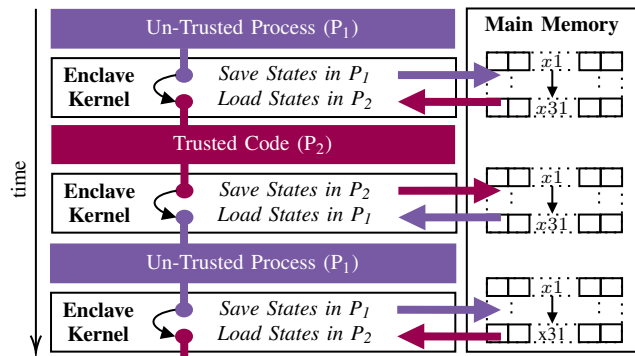 Un-Trusted Process (P₁)
Main Memory
Enclave Kernel
Save States in P₁
Load States in P₂
x1
x31
Trusted Code (P₂)
Enclave Kernel
Save States in P₂
Load States in P₁
x1
x31
Un-Trusted Process (P₁)
Enclave Kernel
Save States in P₁
Load States in P₂
x1
x31
time